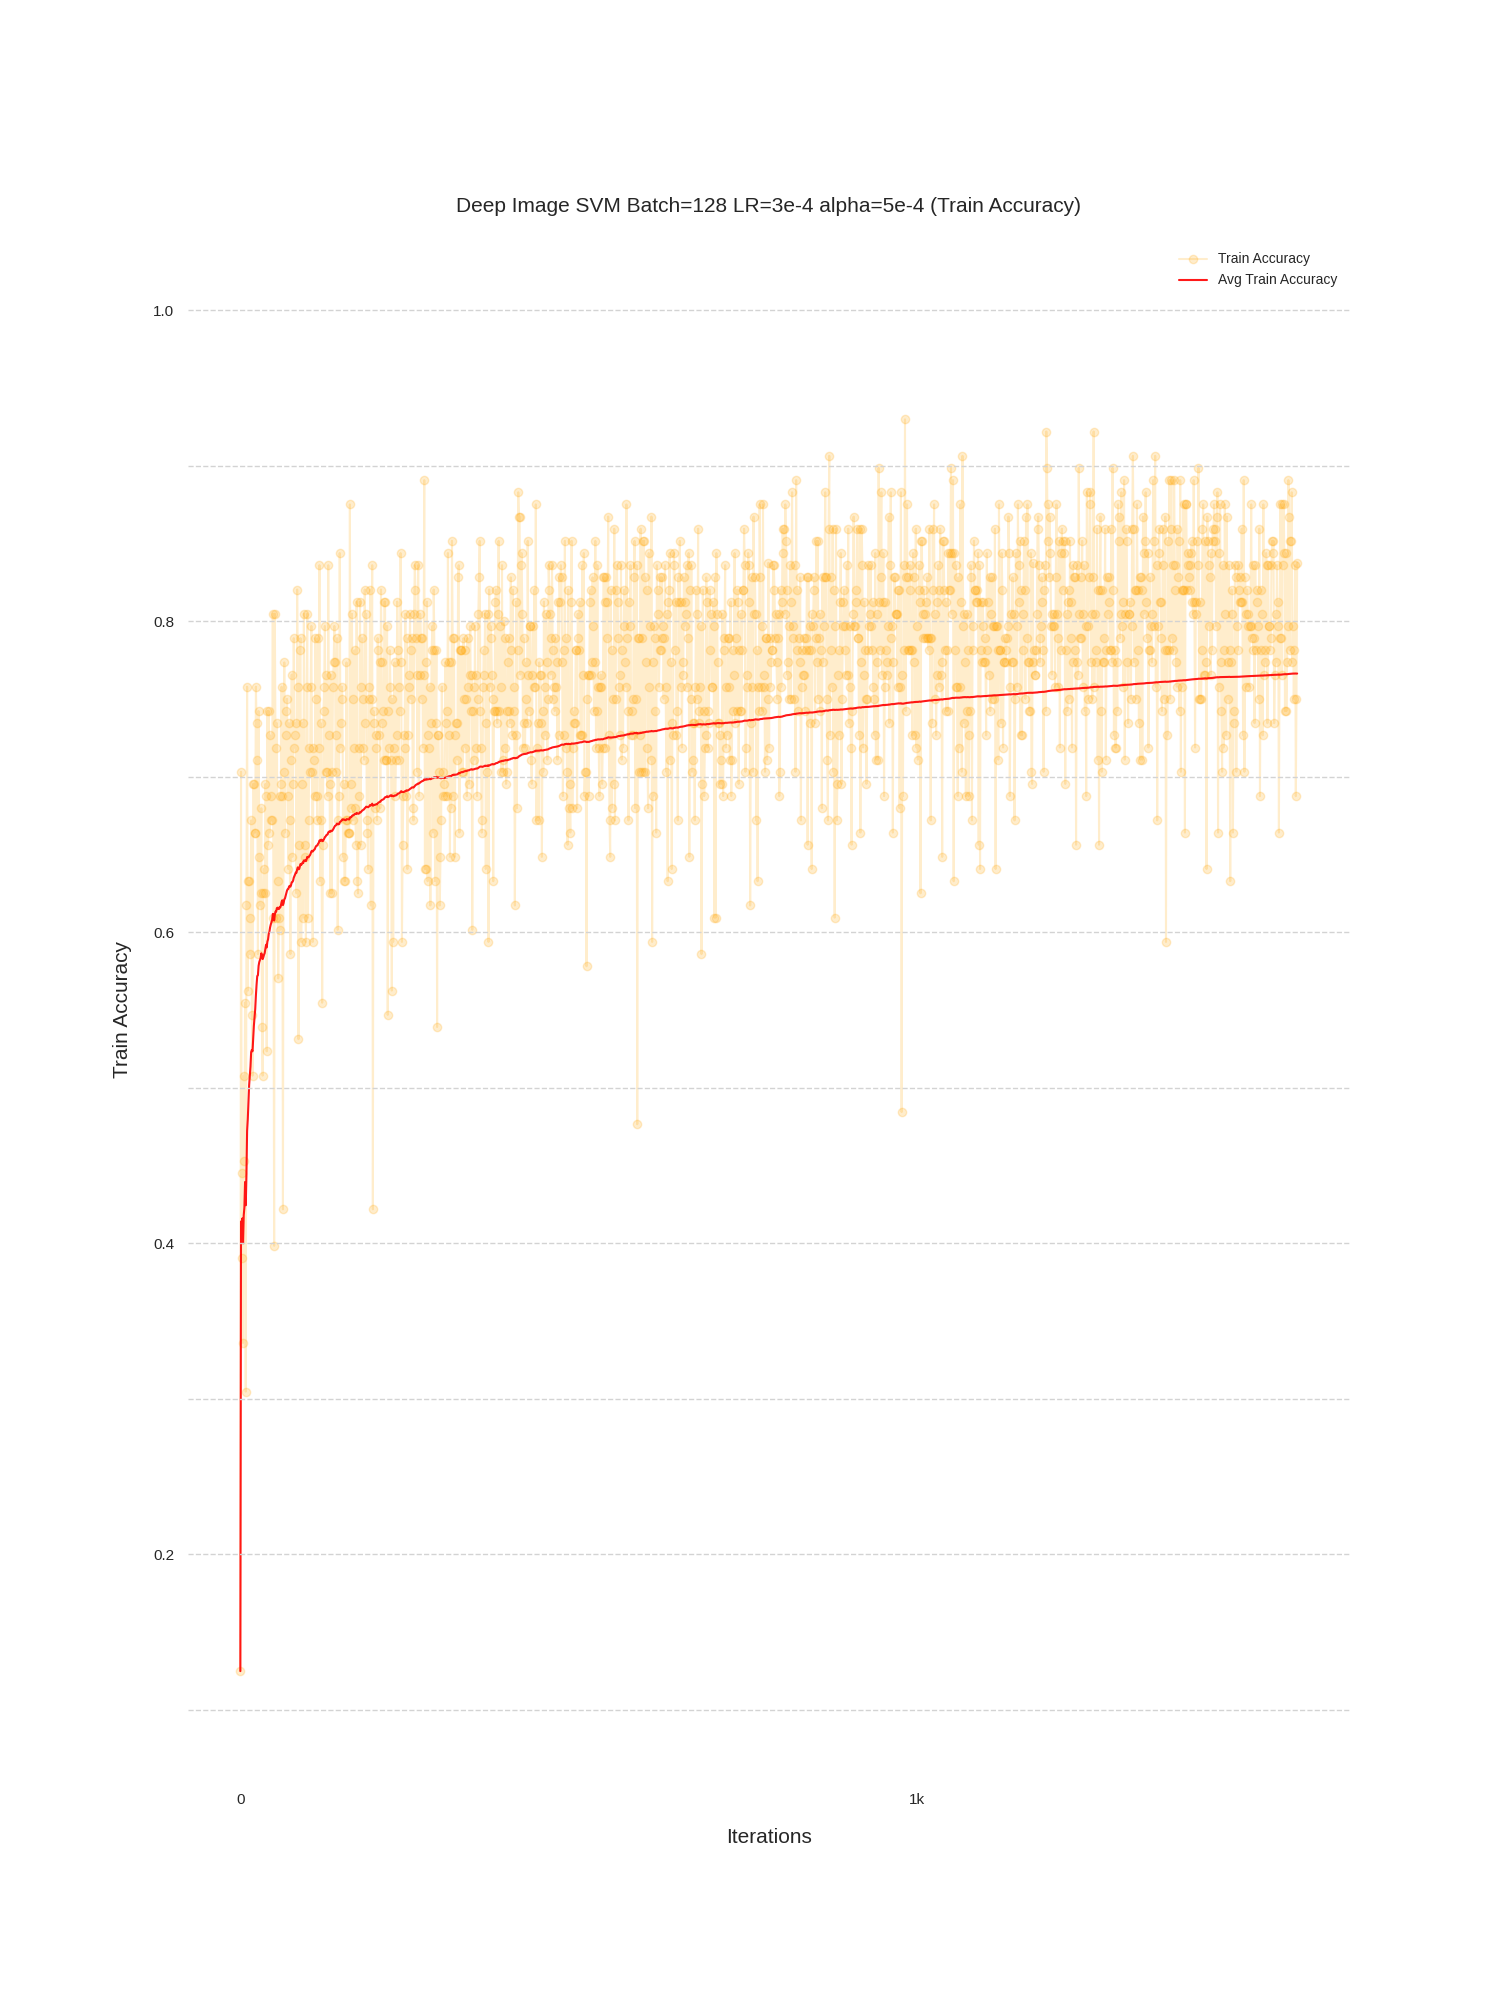 Deep Image SVM Batch=128 LR=3e-4 alpha=5e-4 (Train Accuracy)
Train Accuracy
Avg Train Accuracy
1.0
0.8
0.6
0.4
0.2
Train Accuracy
0
1k
Iterations